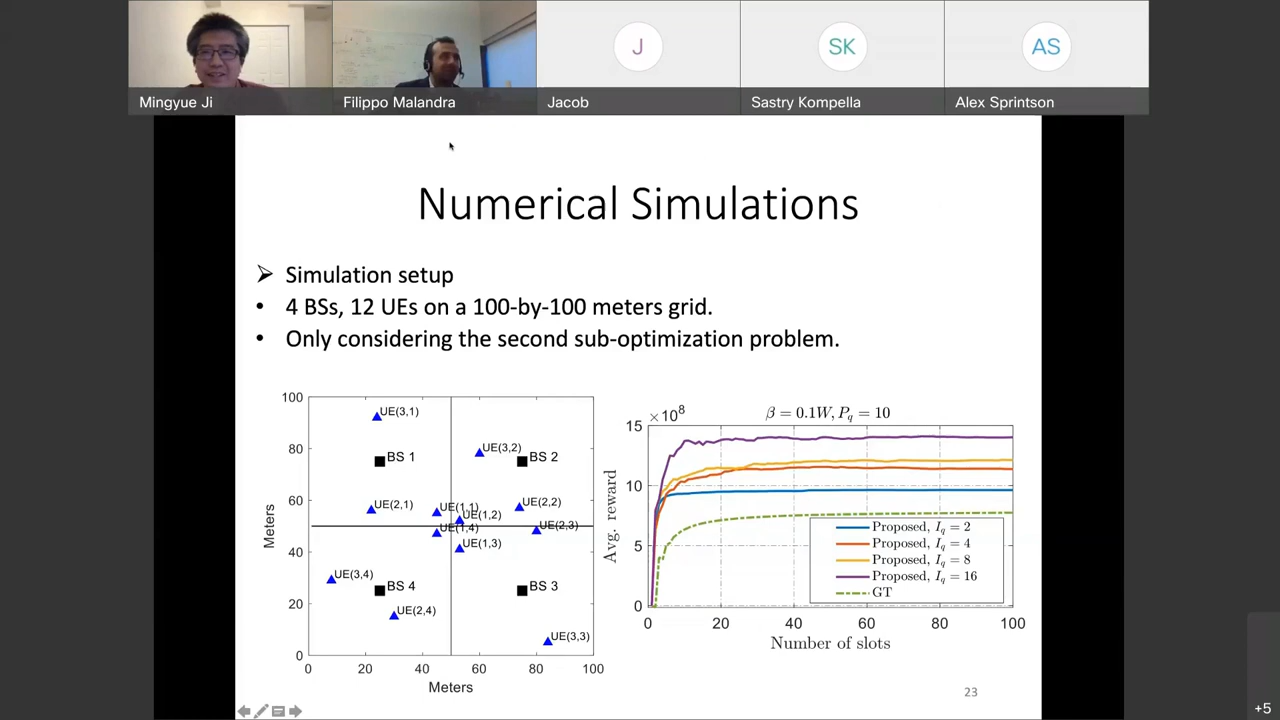 Mingyue Ji
Filippo Malandra
J
Jacob
SK
Sastry Kompella
AS
Alex Sprintson
Numerical Simulations
➢ Simulation setup
• 4 BSs, 12 UEs on a 100-by-100 meters grid.
• Only considering the second sub-optimization problem.
100
80
60
40
20
0
Meters
UE(3,1)
BS 1
UE(3,2)
BS 2
UE(2,1)
UE(1,1)
UE(1,2)
UE(2,2)
UE(1,4)
UE(2,3)
UE(1,3)
UE(3,4)
BS 4
BS 3
UE(2,4)
UE(3,3)
0 20 40 60 80 100
Meters
×10⁸
β = 0.1W, P_q = 10
15
10
5
0
Avg. reward
Proposed, I_q = 2
Proposed, I_q = 4
Proposed, I_q = 8
Proposed, I_q = 16
GT
0 20 40 60 80 100
Number of slots
23
+5